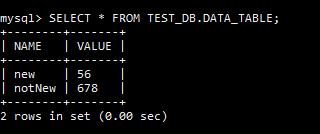 mysql> SELECT * FROM TEST_DB.DATA_TABLE;
+--------+-------+
| NAME   | VALUE |
+--------+-------+
| new    | 56    |
| notNew | 678   |
+--------+-------+
2 rows in set (0.00 sec)